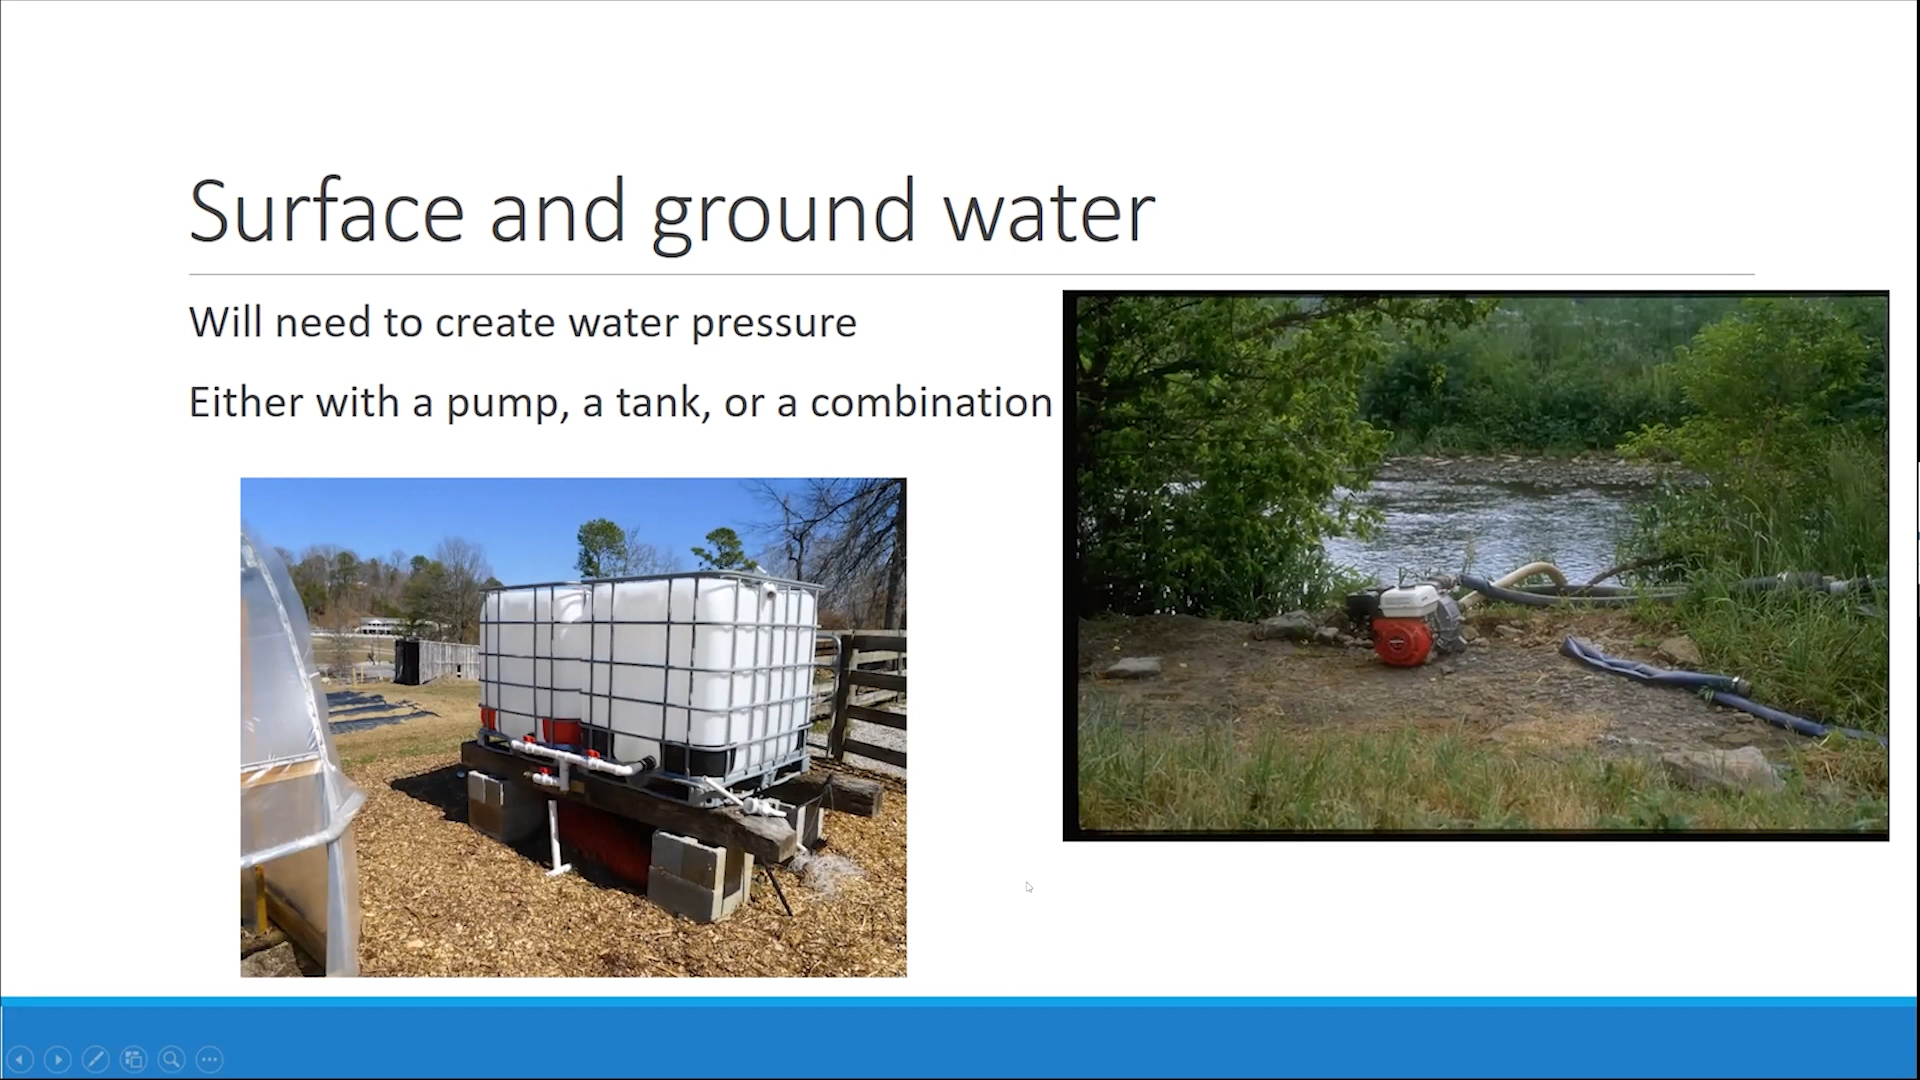 Surface and ground water
Will need to create water pressure
Either with a pump, a tank, or a combination